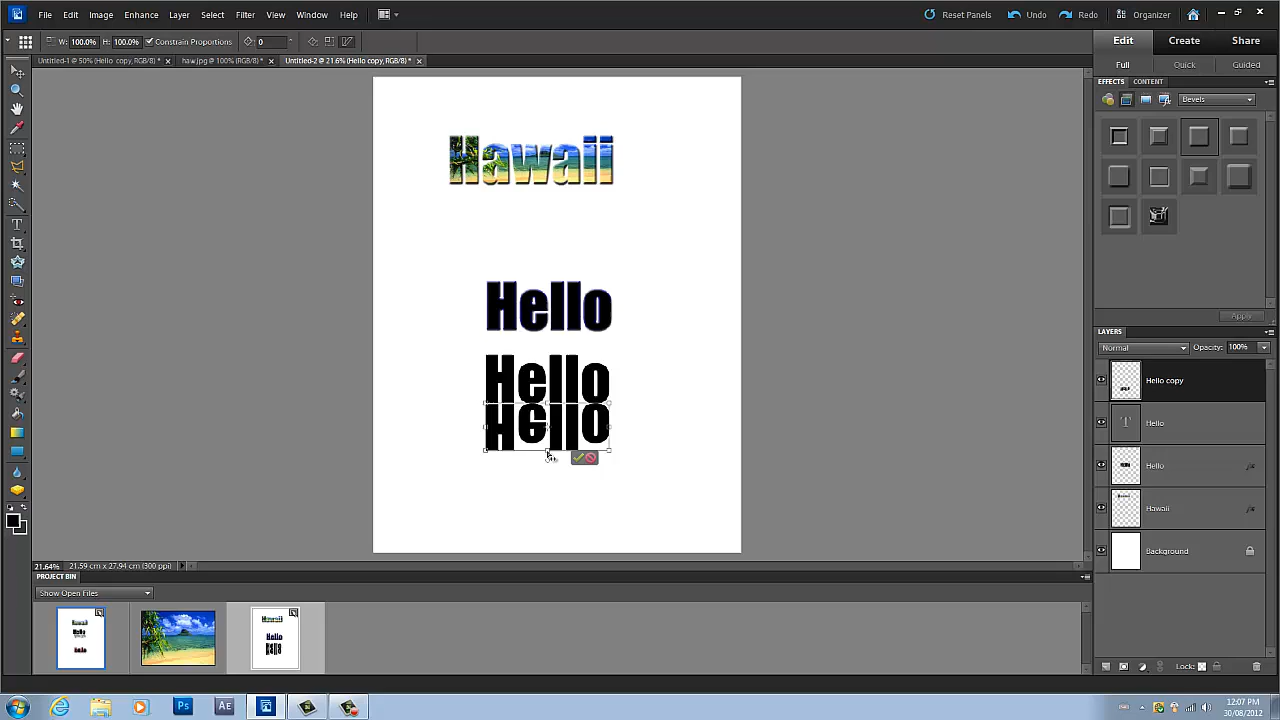 File Edit Image Enhance Layer Select Filter View Window Help Reset Panels Undo Redo Organizer
W: 100.0% H: 100.0% Constrain Proportions 0
Edit Create Share
Untitled-1 @ 50% (Hello copy, RGB/8) * haw.jpg @ 100% (RGB/8) * Untitled-2 @ 21.6% (Hello copy, RGB/8) *
Full Quick Guided
EFFECTS CONTENT
Bevels
Hawaii
Hello
Hello
Hello
Apply
LAYERS
Normal Opacity: 100%
Hello copy
T Hello
Hello fx
Hawaii fx
Background
21.64% 21.59 cm x 27.94 cm (300 ppi)
PROJECT BIN
Show Open Files
Lock:
Ps AE
12:07 PM
30/08/2012